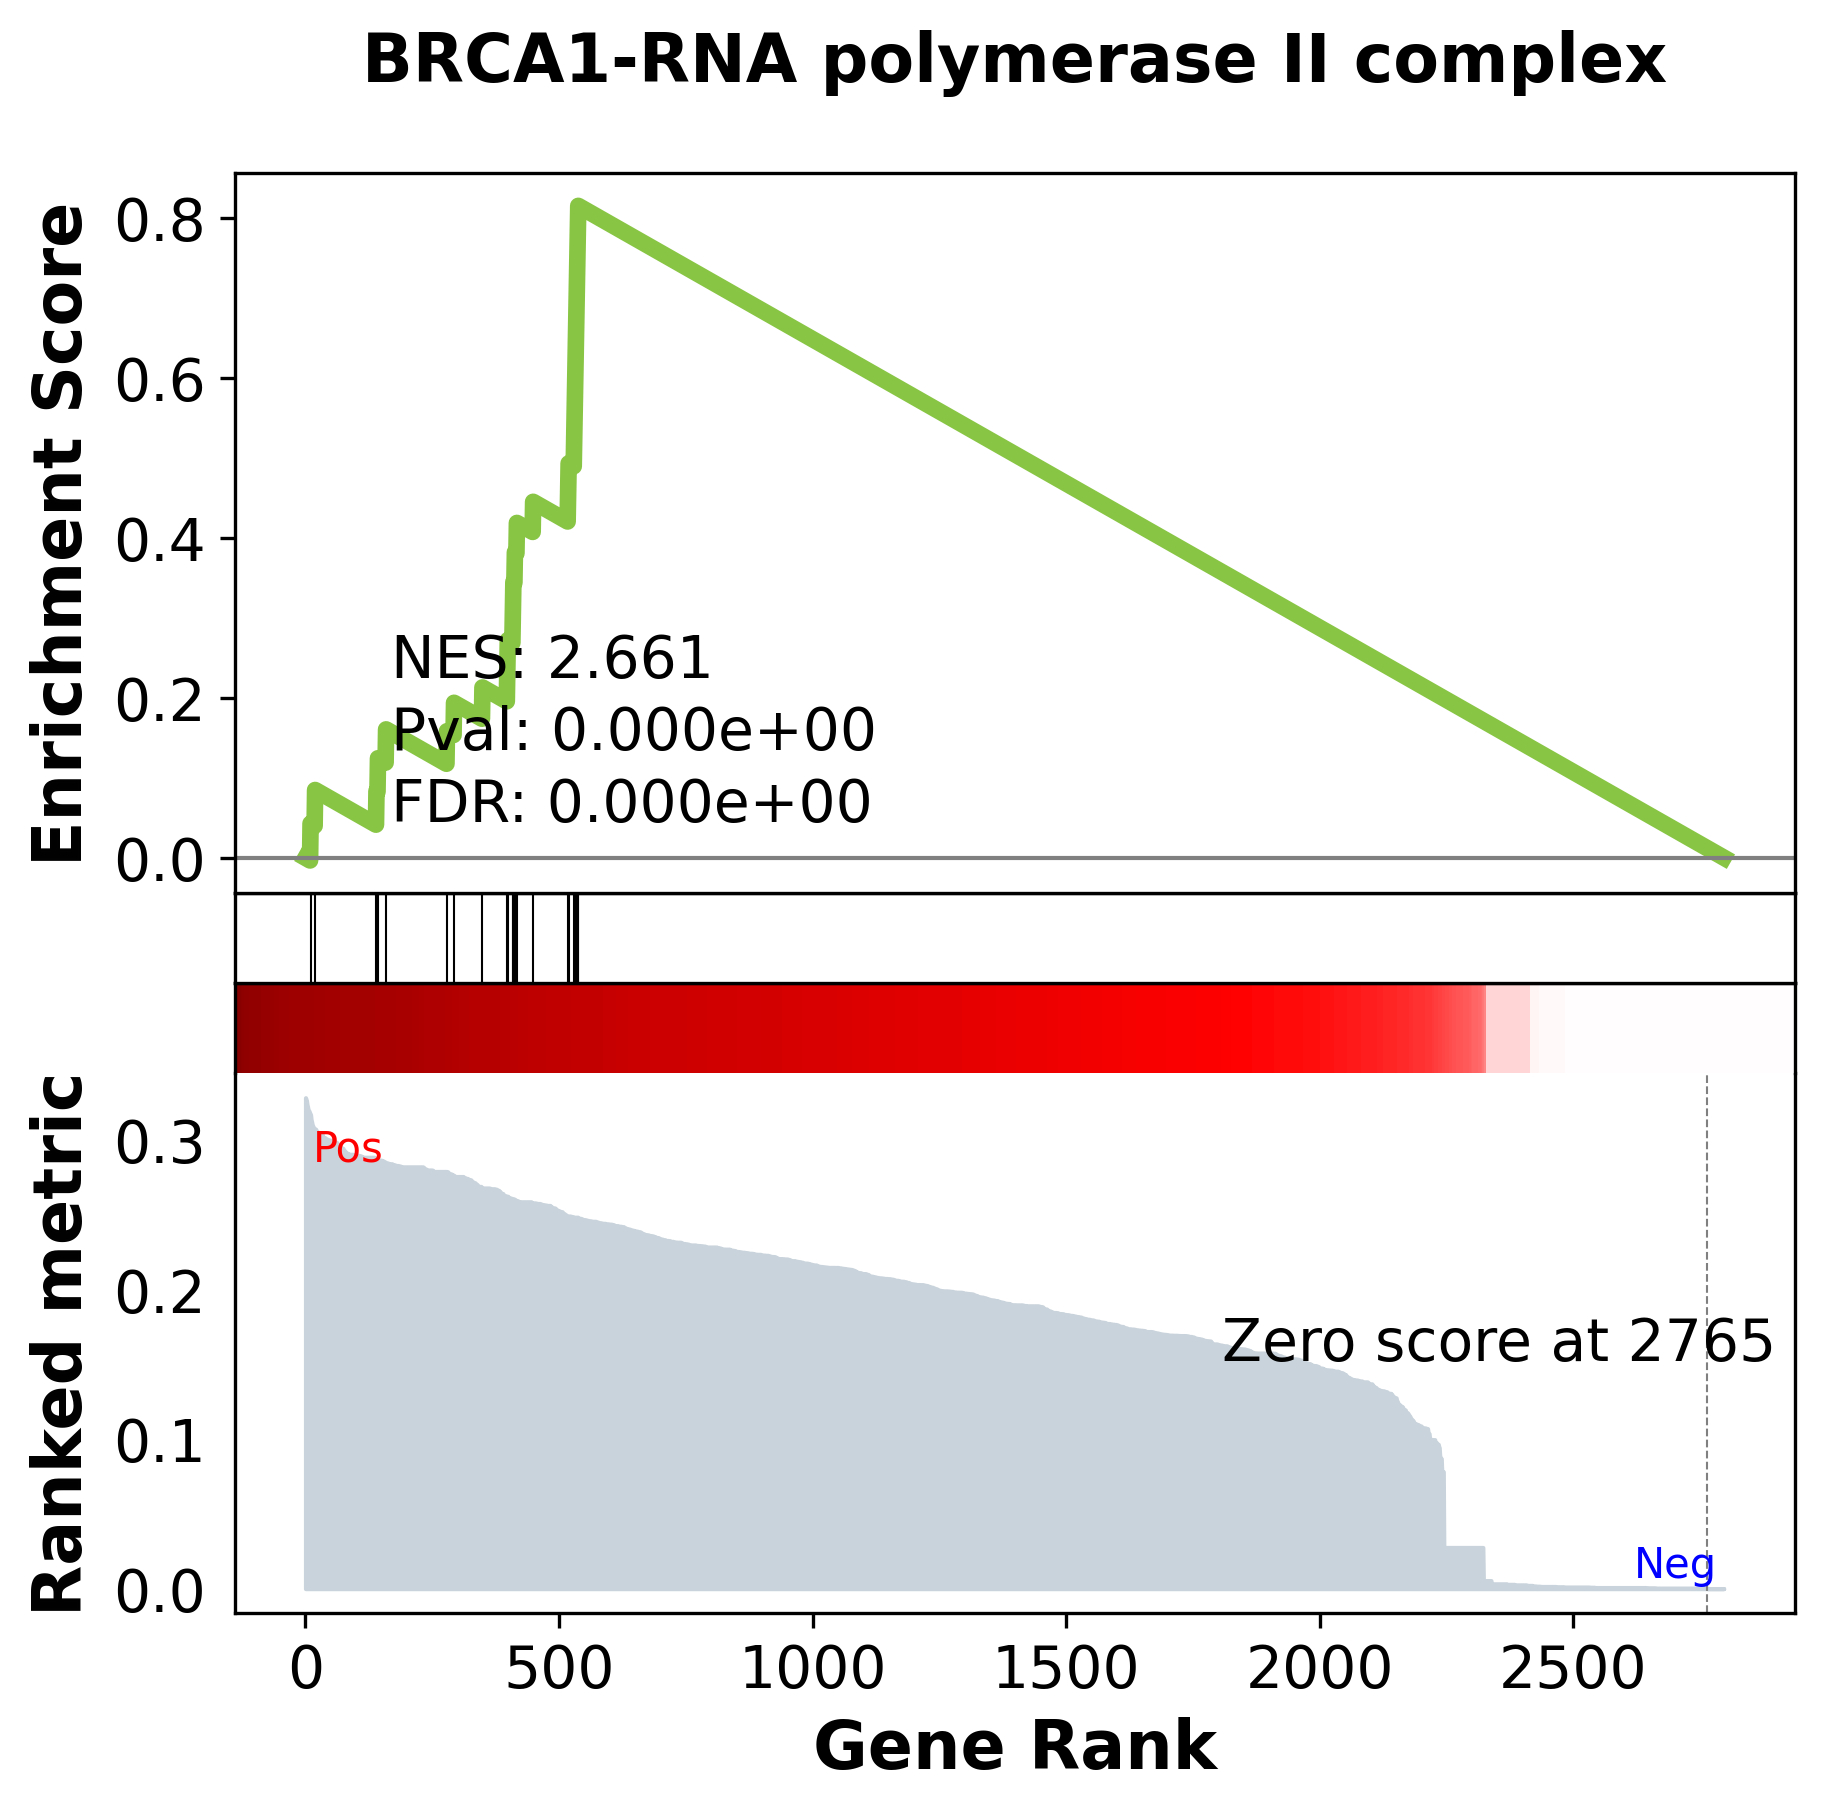 BRCA1-RNA polymerase II complex
Enrichment Score
0.8
0.6
0.4
0.2
0.0
NES: 2.661
Pval: 0.000e+00
FDR: 0.000e+00
Ranked metric
0.3
0.2
0.1
0.0
Pos
Zero score at 2765
Neg
0 500 1000 1500 2000 2500
Gene Rank